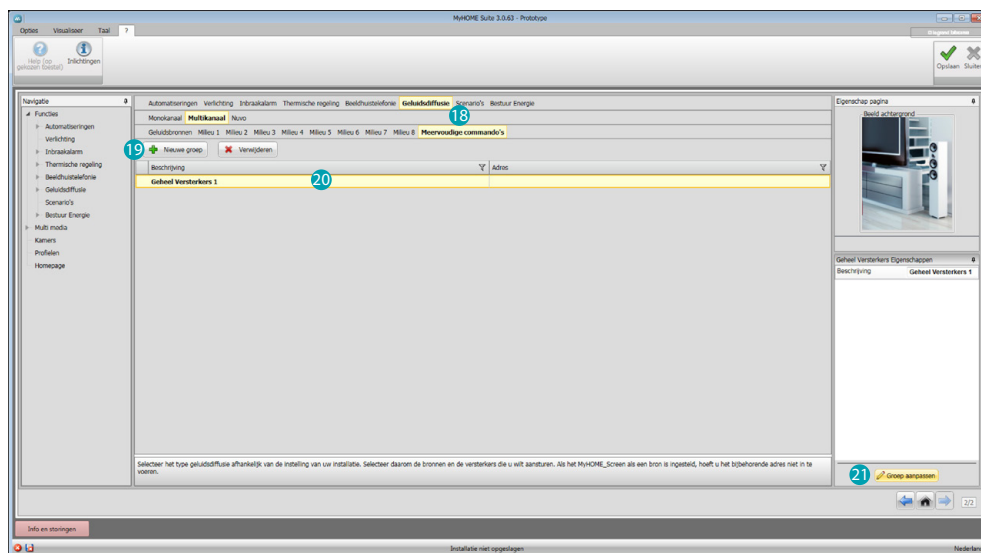 MyHOME Suite 3.0.63 - Prototype
Opties Visualiseer Taal ?
Help (op gekozen toestel)
Inlichtingen
Opslaan
Navigatie
Functies
Automatiseringen
Verlichting
Inbraakalarm
Thermische regeling
Beeldhuistelefonie
Geluidsdiffusie
Scenario's
Bestuur Energie
Multi media
Kamers
Profielen
Homepage
Automatiseringen Verlichting Inbraakalarm Thermische regeling Beeldhuistelefonie Geluidsdiffusie Scenario's Bestuur Energie
Monokanaal Multikanaal Nuvo
18
Geluidsbronnen Milieu 1 Milieu 2 Milieu 3 Milieu 4 Milieu 5 Milieu 6 Milieu 7 Milieu 8 Meervoudige commando's
19 Nieuwe groep Verwijderen
Beschrijving Adres
Geheel Versterkers 1 20
Selecteer het type geluidsdiffusie afhankelijk van de instelling van uw installatie. Selecteer daarom de bronnen en de versterkers die u wilt aansturen. Als het MyHOME_Screen als een bron is ingesteld, hoeft u het bijbehorende adres niet in te
voeren.
Eigenschap pagina
Beeld achtergrond
Geheel Versterkers Eigenschappen
Beschrijving Geheel Versterkers 1
21 Groep aanpassen
2/2
Info en storingen
Installatie niet opgeslagen